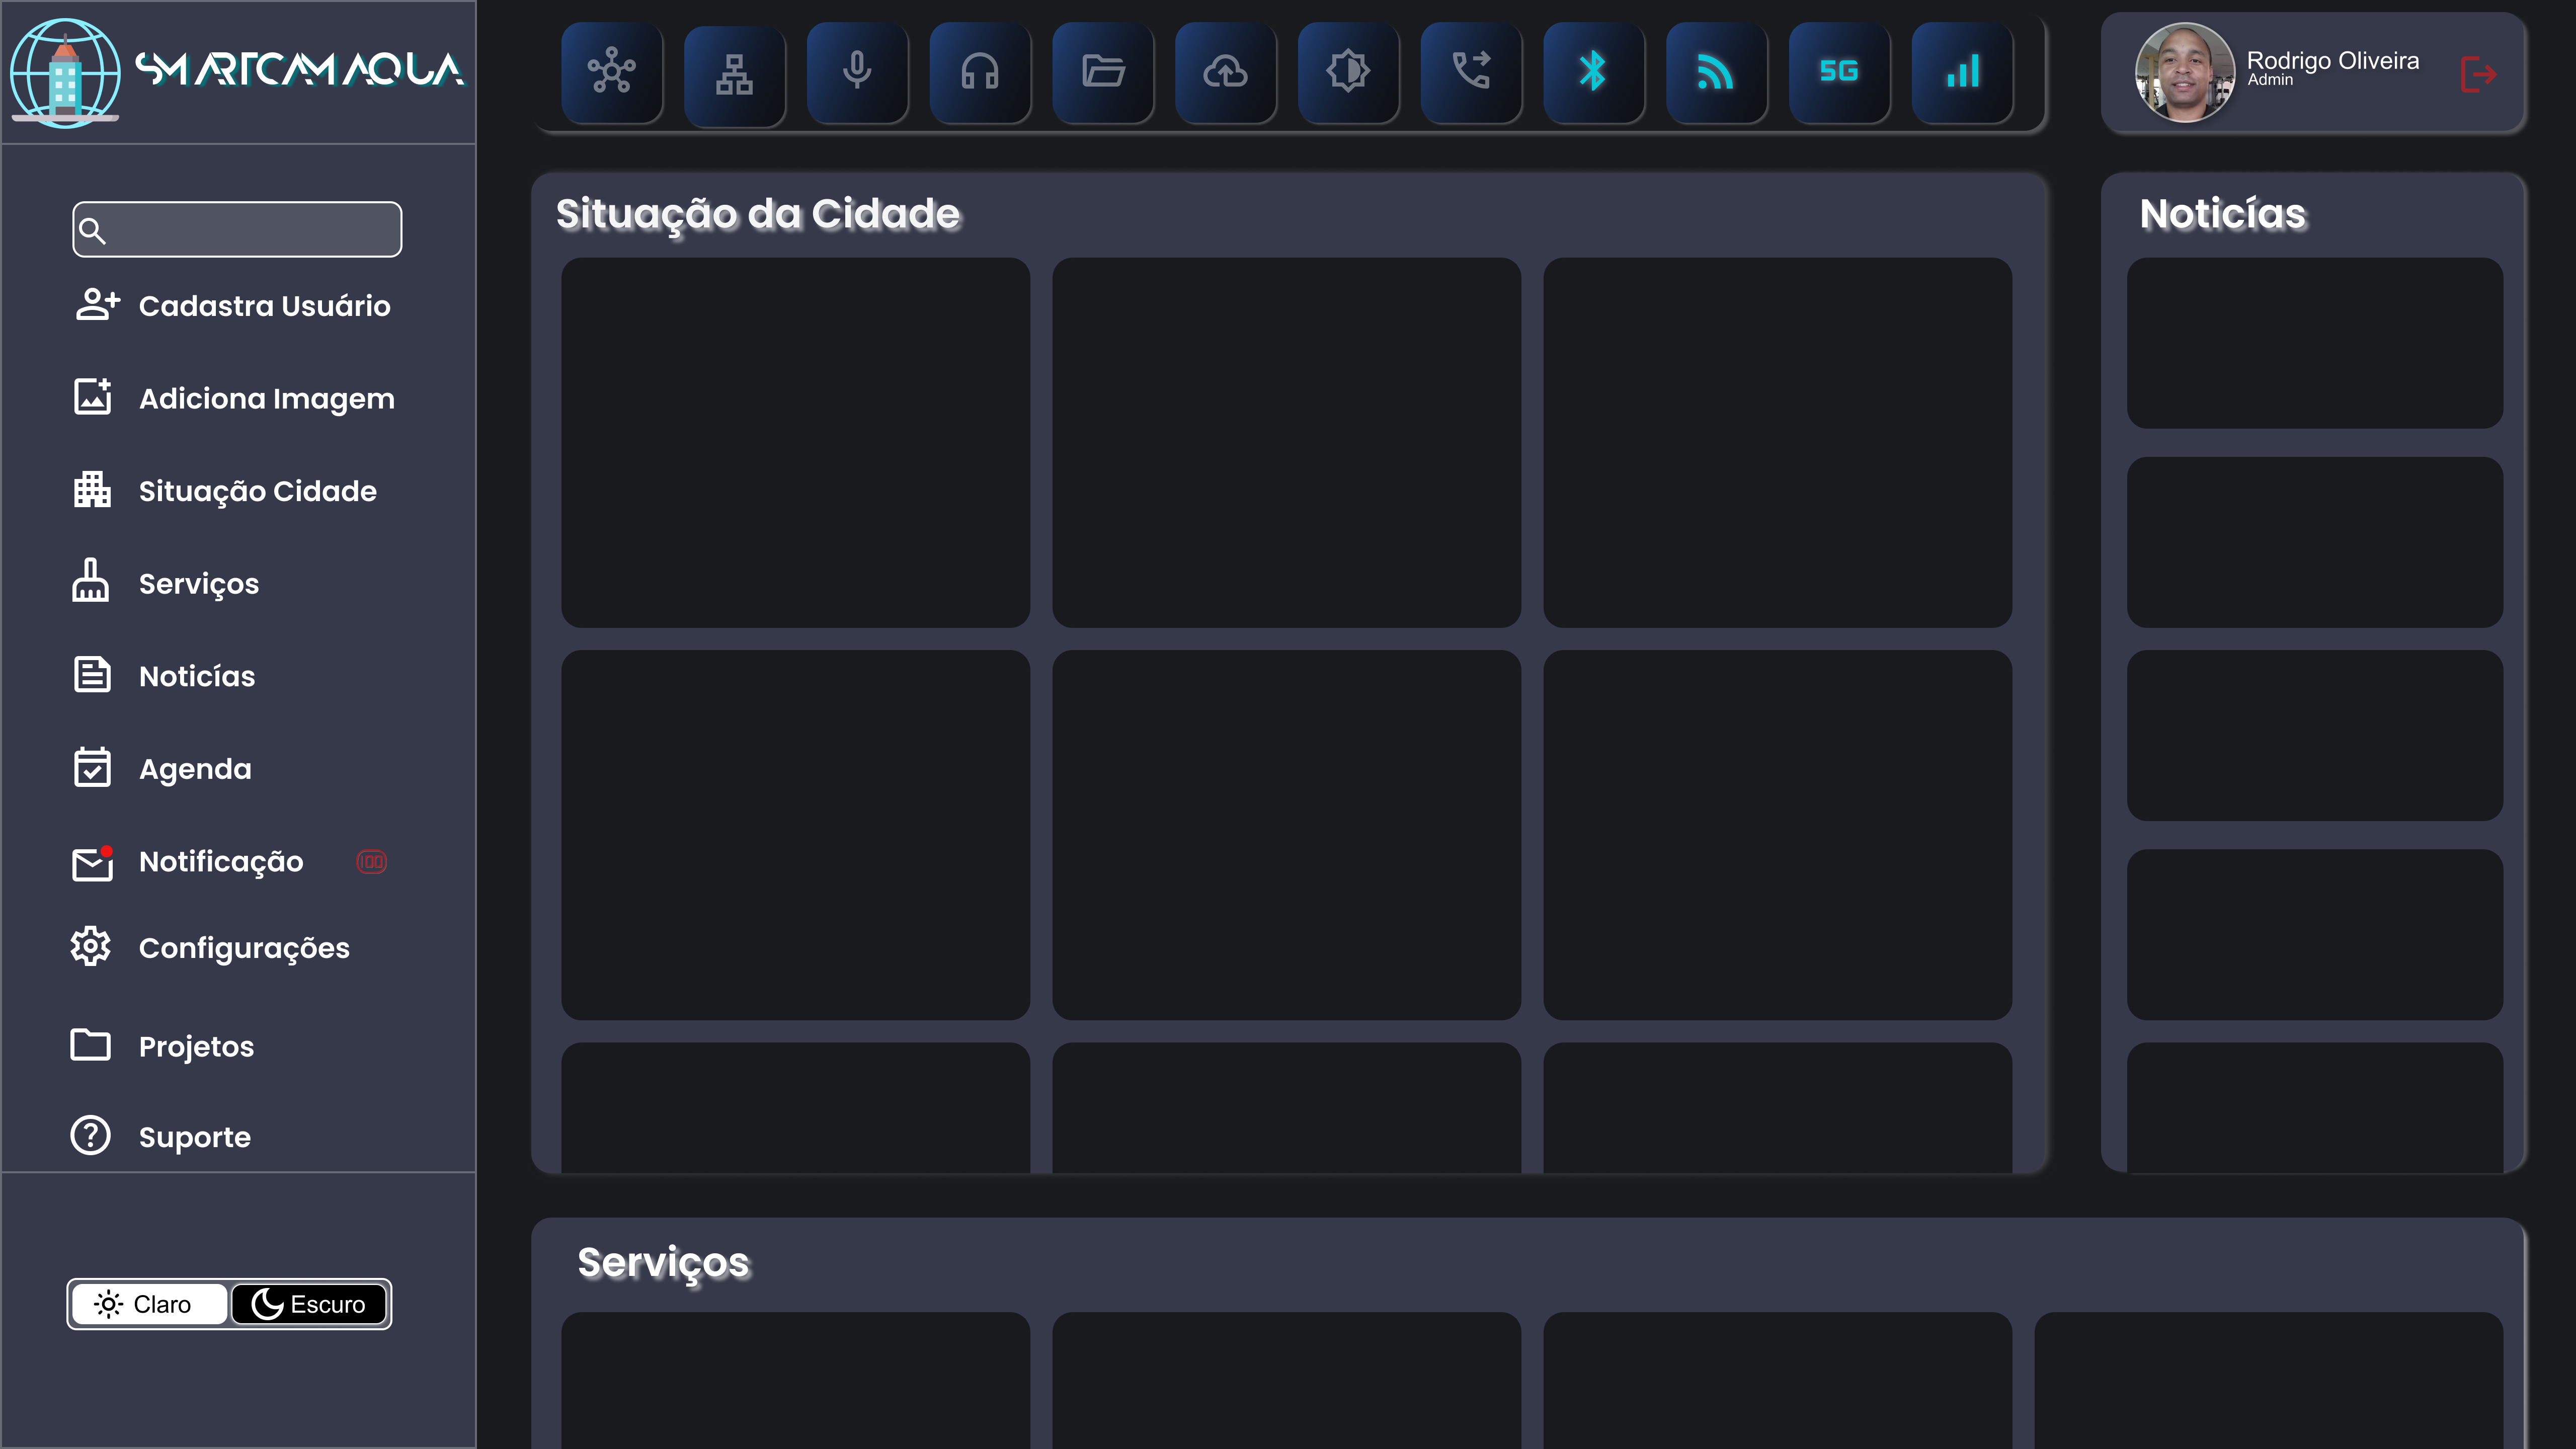 SMARTCAMAQUA
Cadastra Usuário
Adiciona Imagem
Situação Cidade
Serviços
Noticías
Agenda
Notificação 100
Configurações
Projetos
Suporte
Claro Escuro
5G
Rodrigo Oliveira
Admin
Situação da Cidade
Noticías
Serviços